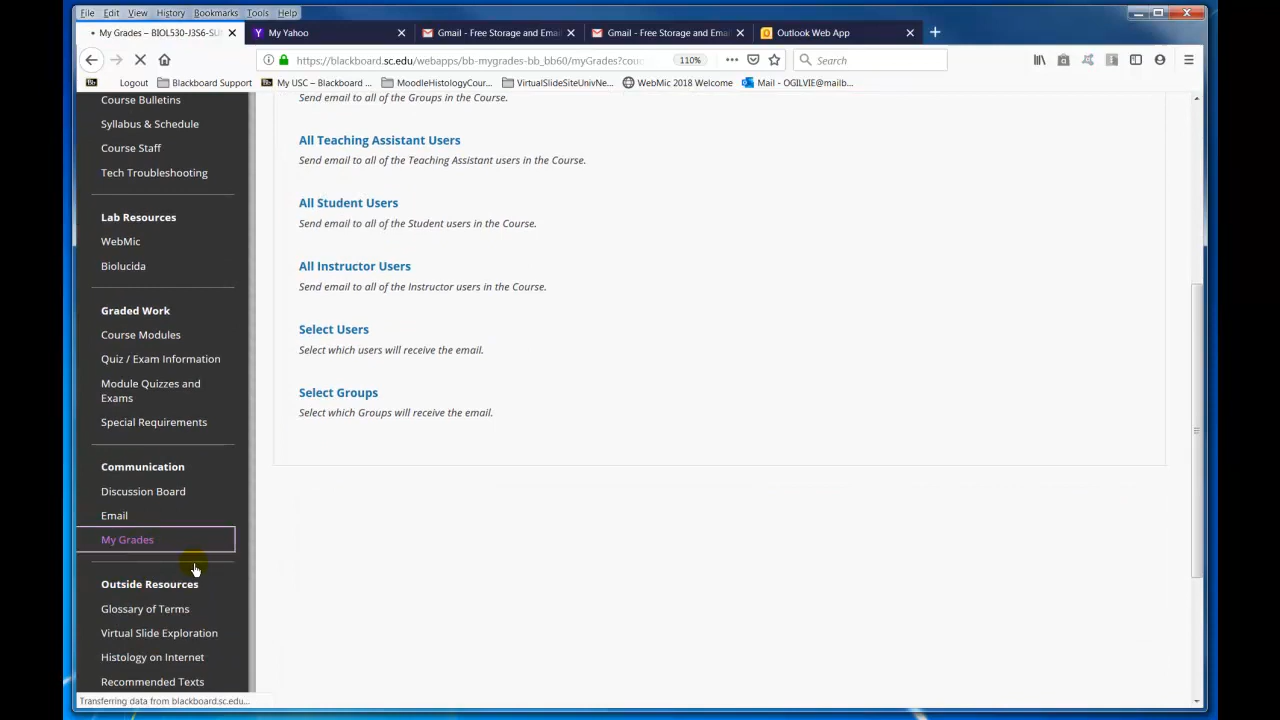 File Edit View History Bookmarks Tools Help
My Grades – BIOL530-J3S6-SU
My Yahoo
Gmail - Free Storage and Emai
Gmail - Free Storage and Emai
Outlook Web App
https://blackboard.sc.edu/webapps/bb-mygrades-bb_bb60/myGrades?cou
110%
Search
Bb Logout
Blackboard Support
My USC – Blackboard ...
MoodleHistologyCour...
VirtualSlideSiteUnivNe...
WebMic 2018 Welcome
Mail - OGILVIE@mailb...
Course Bulletins
Syllabus & Schedule
Course Staff
Tech Troubleshooting
Lab Resources
WebMic
Biolucida
Graded Work
Course Modules
Quiz / Exam Information
Module Quizzes and
Exams
Special Requirements
Communication
Discussion Board
Email
My Grades
Outside Resources
Glossary of Terms
Virtual Slide Exploration
Histology on Internet
Recommended Texts
Send email to all of the Groups in the Course.
All Teaching Assistant Users
Send email to all of the Teaching Assistant users in the Course.
All Student Users
Send email to all of the Student users in the Course.
All Instructor Users
Send email to all of the Instructor users in the Course.
Select Users
Select which users will receive the email.
Select Groups
Select which Groups will receive the email.
Transferring data from blackboard.sc.edu...